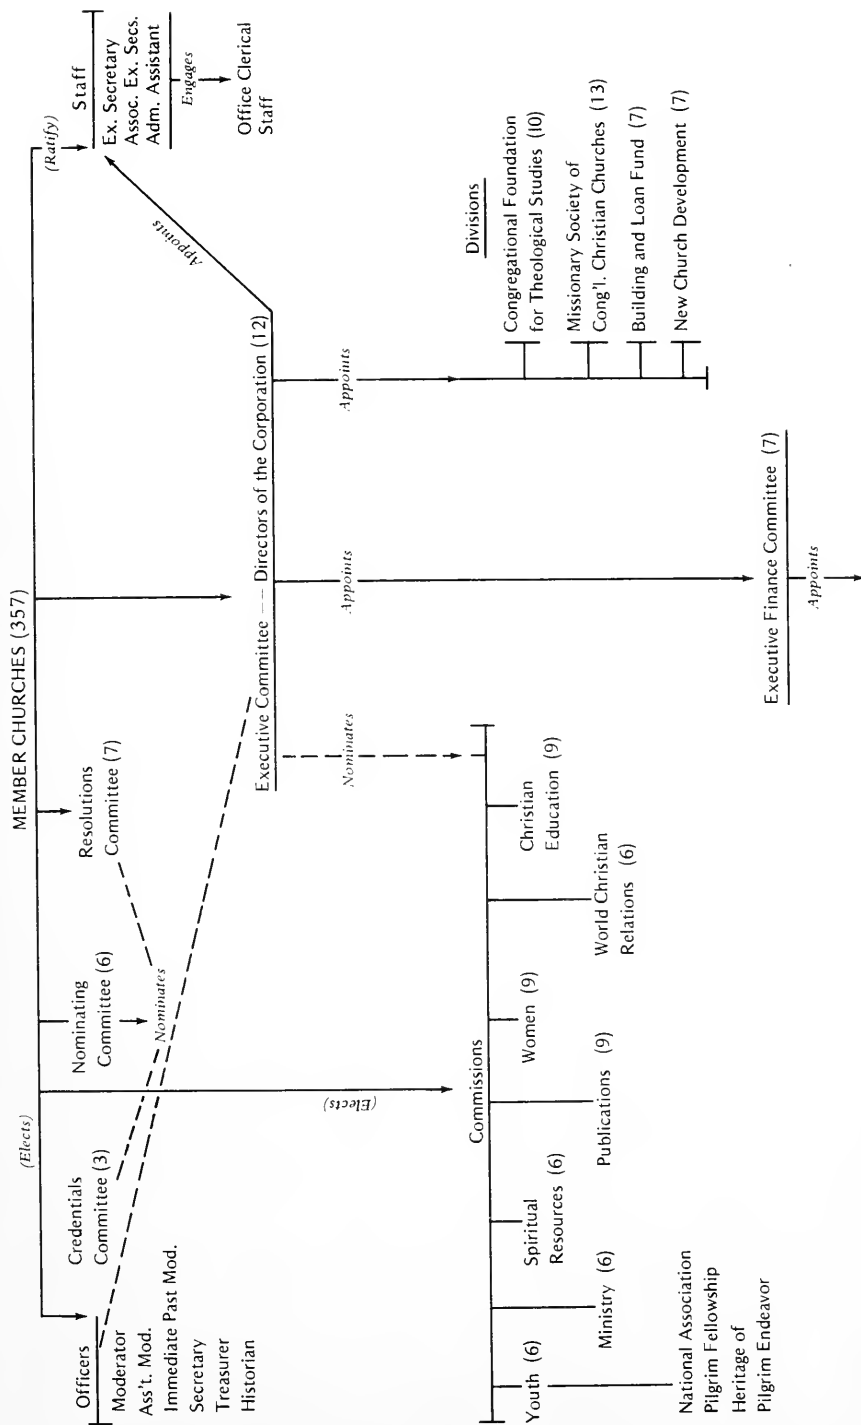 MEMBER CHURCHES (357)
(Elects)
(Ratify)
Officers
Moderator
Ass't. Mod.
Immediate Past Mod.
Secretary
Treasurer
Historian
Credentials
Committee (3)
Nominating
Committee (6)
Nominates
Resolutions
Committee (7)
Staff
Ex. Secretary
Assoc. Ex. Secs.
Adm. Assistant
Engages
Office Clerical
Staff
Appoints
Executive Committee — Directors of the Corporation (12)
(Elects)
Nominates
Appoints
Appoints
Commissions
Youth (6)
National Association
Pilgrim Fellowship
Heritage of
Pilgrim Endeavor
Ministry (6)
Spiritual
Resources (6)
Publications (9)
Women (9)
World Christian
Relations (6)
Christian
Education (9)
Divisions
Congregational Foundation
for Theological Studies (10)
Missionary Society of
Cong'l. Christian Churches (13)
Building and Loan Fund (7)
New Church Development (7)
Executive Finance Committee (7)
Appoints